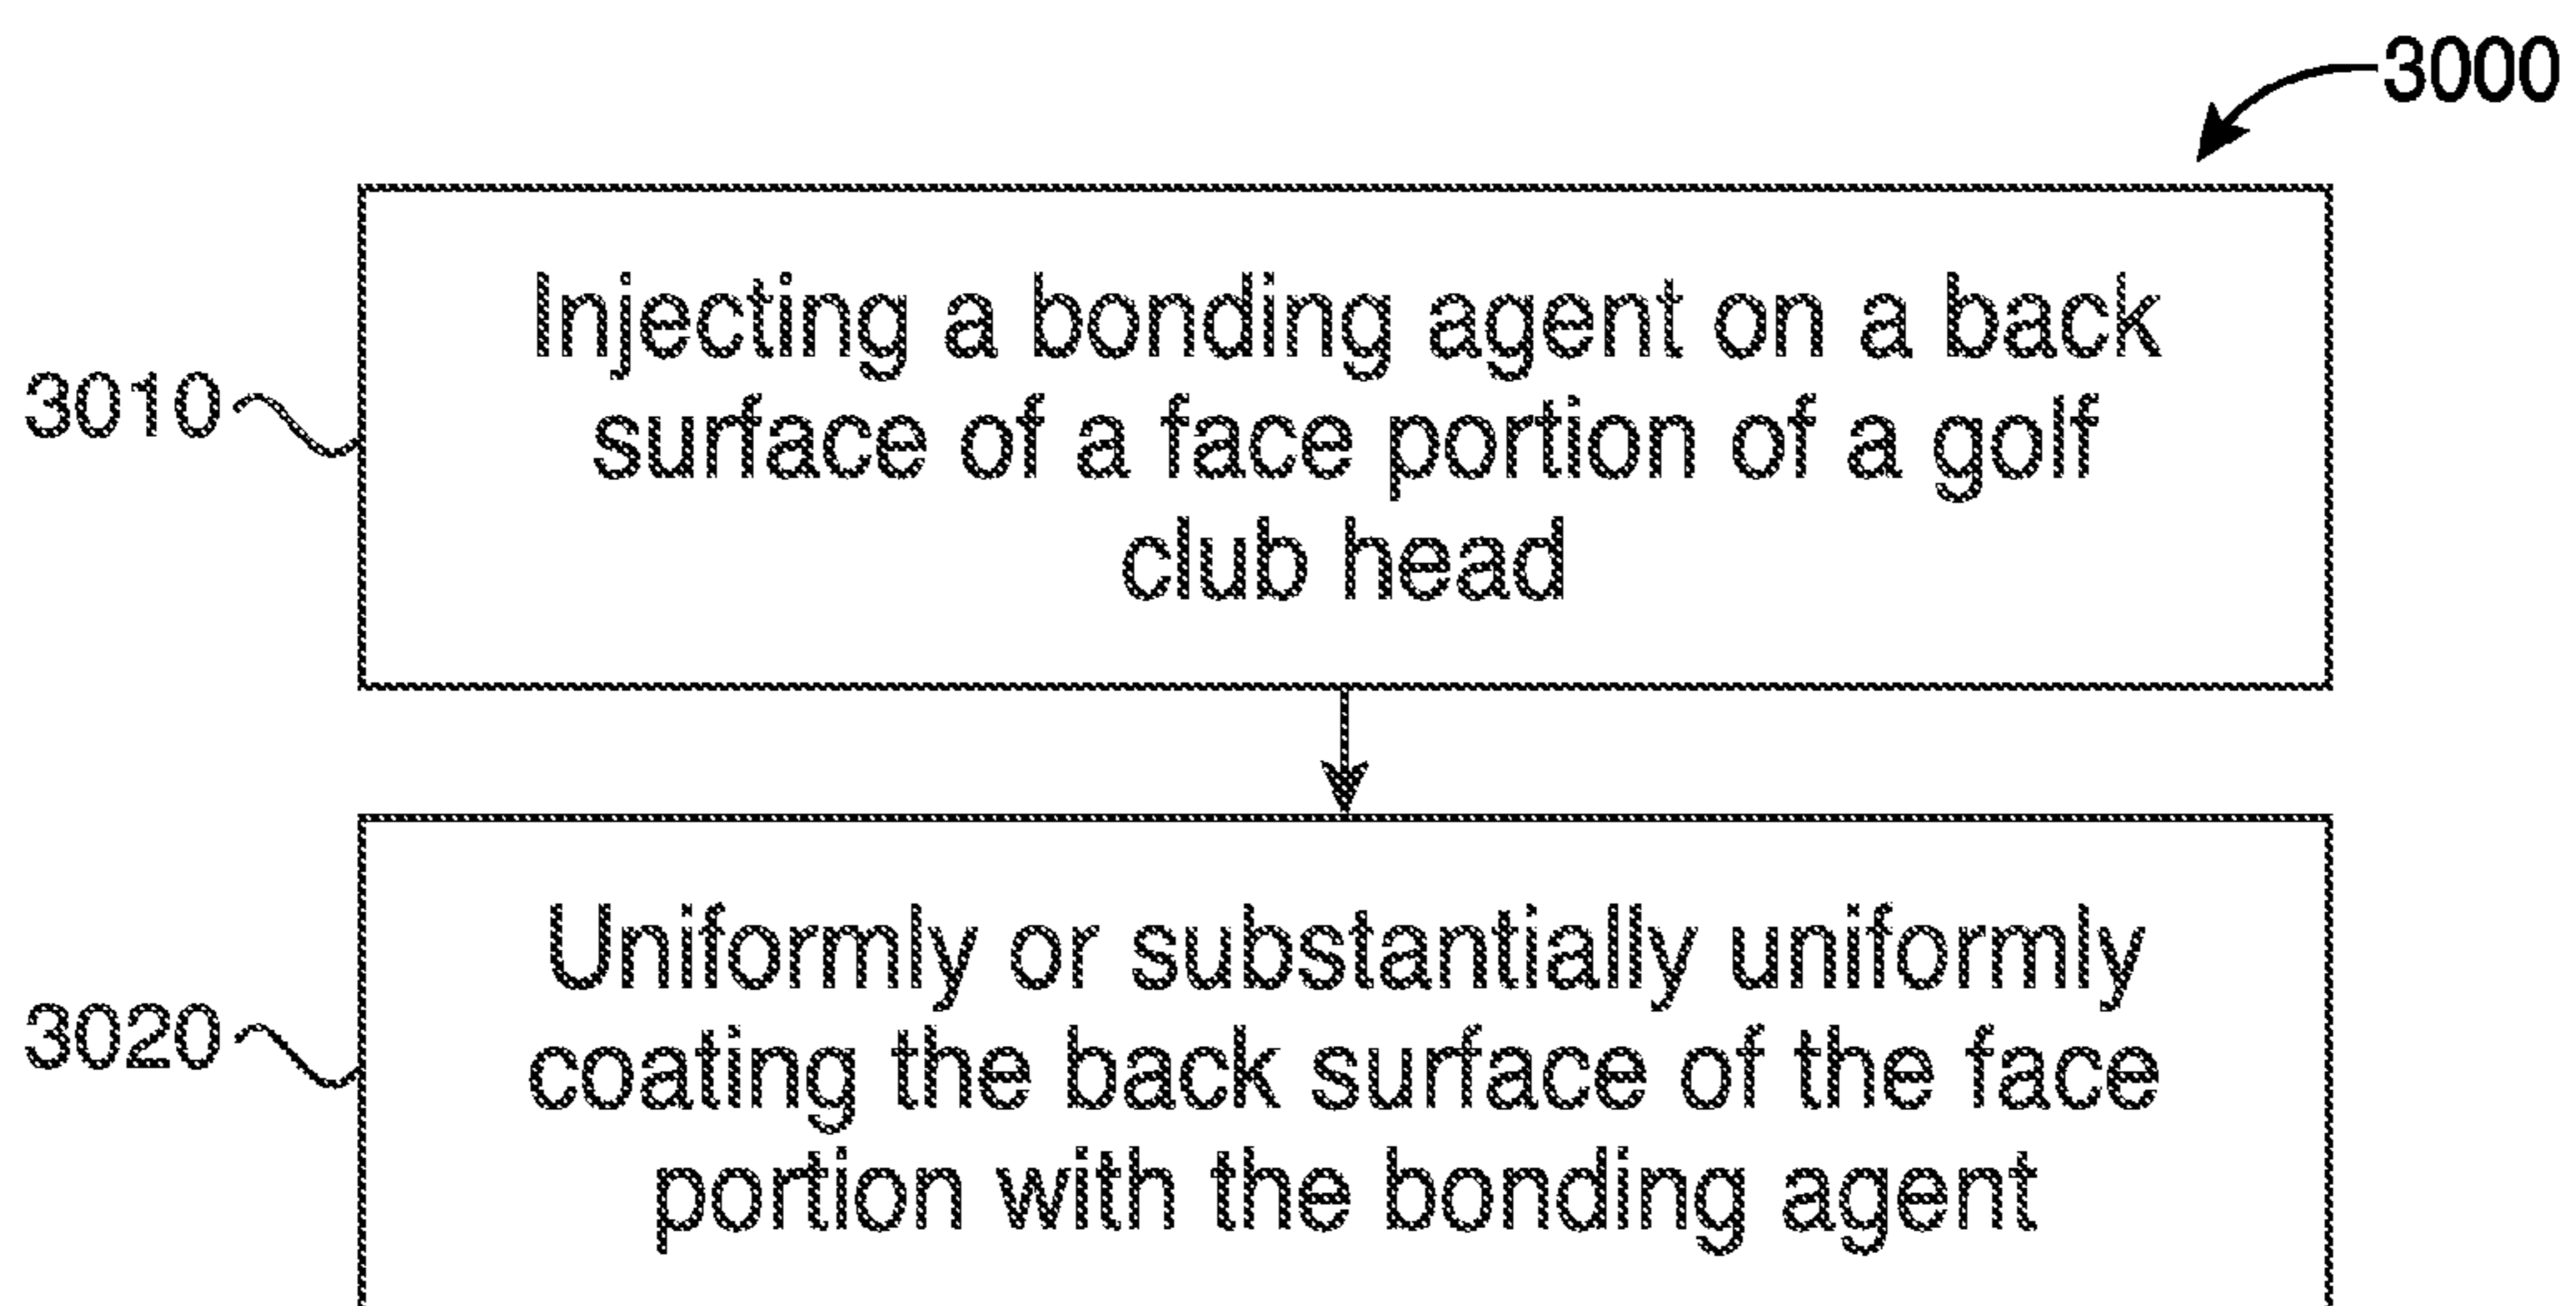 3000
Injecting a bonding agent on a back
surface of a face portion of a golf
club head
3010
Uniformly or substantially uniformly
coating the back surface of the face
portion with the bonding agent
3020